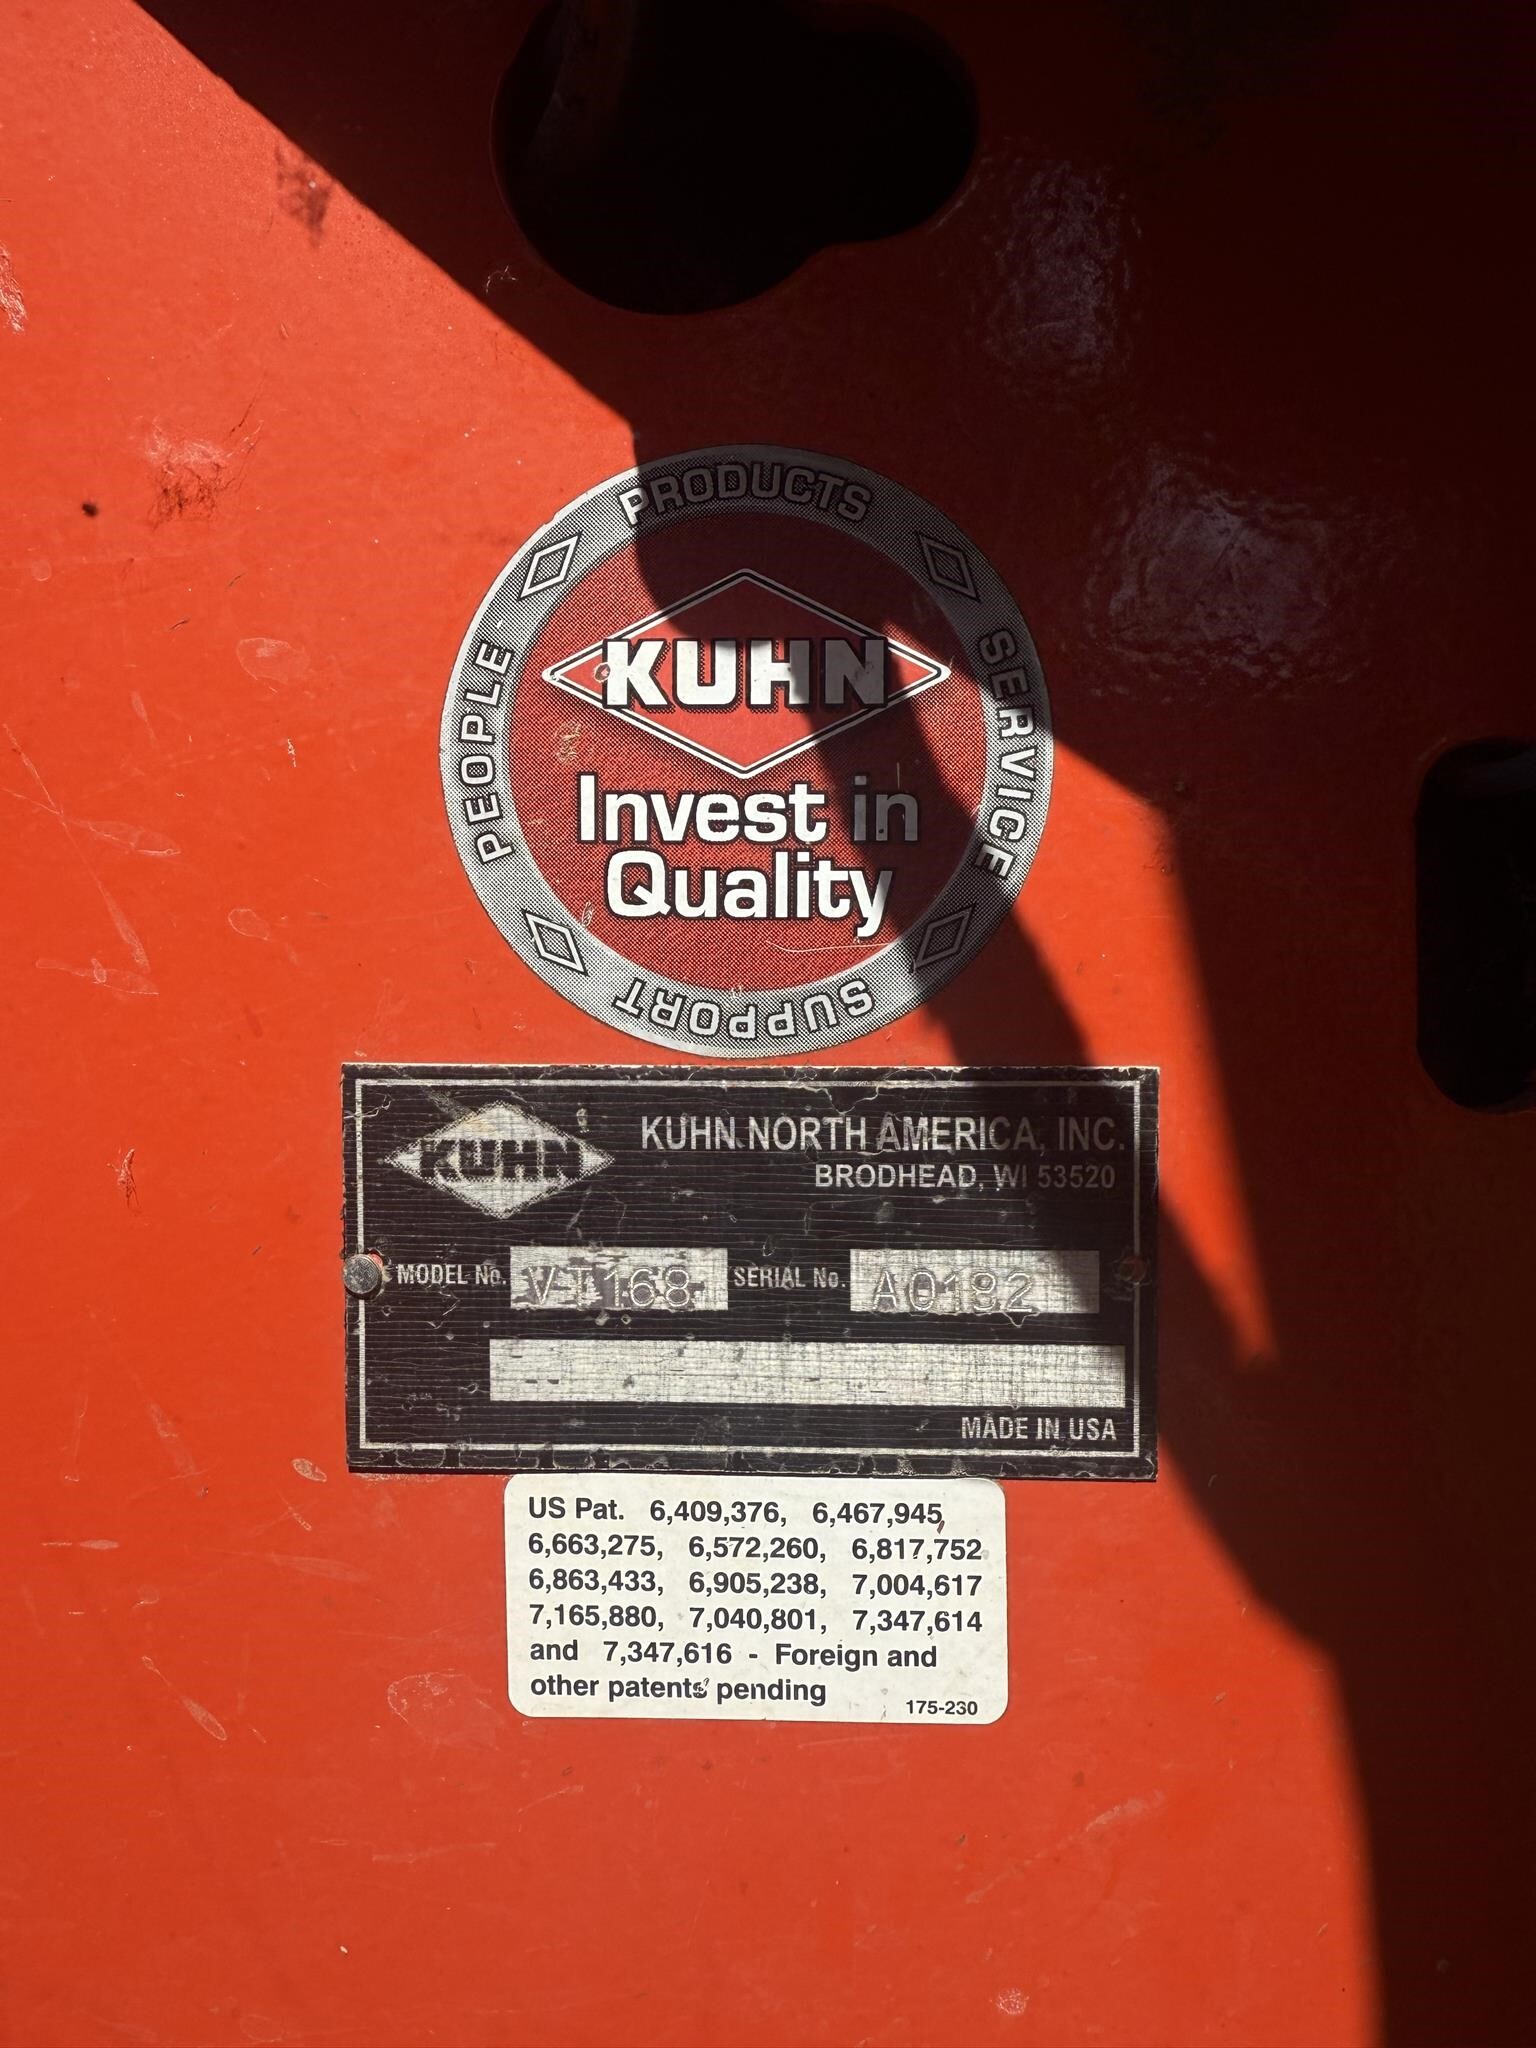 PRODUCTS
PEOPLE
SERVICE
KUHN
Invest in
Quality
SUPPORT
KUHN
KUHN NORTH AMERICA, INC.
BRODHEAD, WI 53520
MODEL No. VT168 SERIAL No. A0192
MADE IN USA
US Pat. 6,409,376, 6,467,945,
6,663,275, 6,572,260, 6,817,752
6,863,433, 6,905,238, 7,004,617
7,165,880, 7,040,801, 7,347,614
and 7,347,616 - Foreign and
other patents pending
175-230